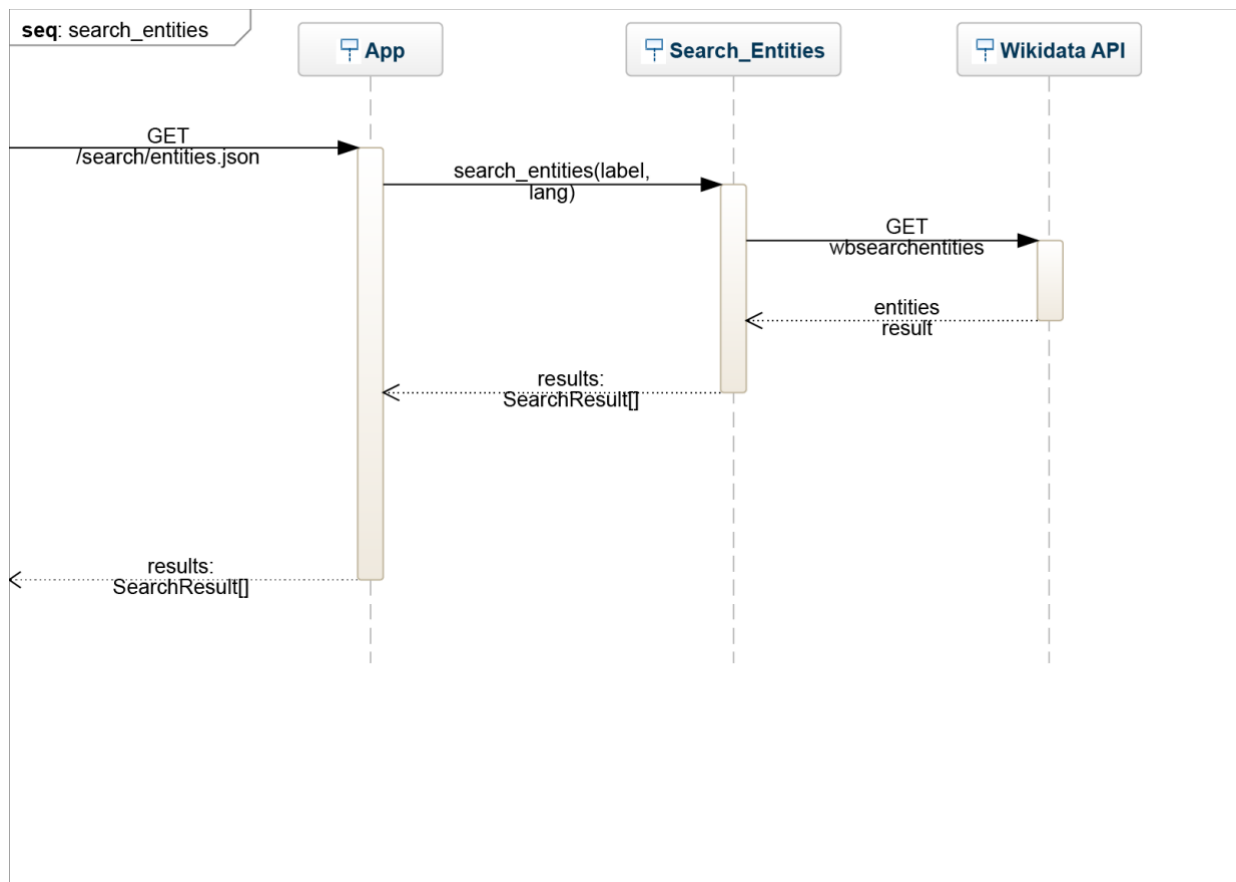 seq: search_entities
App
Search_Entities
Wikidata API
GET
/search/entities.json
search_entities(label,
lang)
GET
wbsearchentities
entities
result
results:
SearchResult[]
results:
SearchResult[]